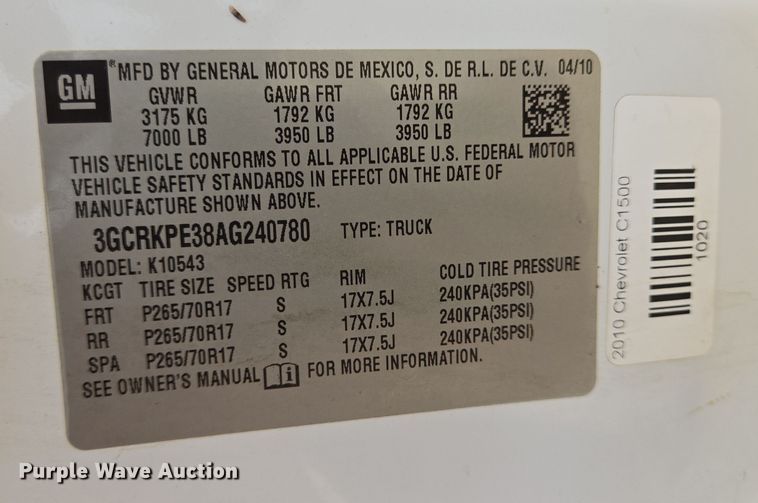 GM ® MFD BY GENERAL MOTORS DE MEXICO, S. DE R.L. DE C.V. 04/10
GVWR GAWR FRT GAWR RR
3175 KG 1792 KG 1792 KG
7000 LB 3950 LB 3950 LB
THIS VEHICLE CONFORMS TO ALL APPLICABLE U.S. FEDERAL MOTOR
VEHICLE SAFETY STANDARDS IN EFFECT ON THE DATE OF
MANUFACTURE SHOWN ABOVE.
3GCRKPE38AG240780 TYPE: TRUCK
MODEL: K10543
KCGT TIRE SIZE SPEED RTG RIM COLD TIRE PRESSURE
FRT P265/70R17 S 17X7.5J 240KPA(35PSI)
RR P265/70R17 S 17X7.5J 240KPA(35PSI)
SPA P265/70R17 S 17X7.5J 240KPA(35PSI)
SEE OWNER'S MANUAL i FOR MORE INFORMATION.
2010 Chevrolet C1500
1020
Purple Wave Auction